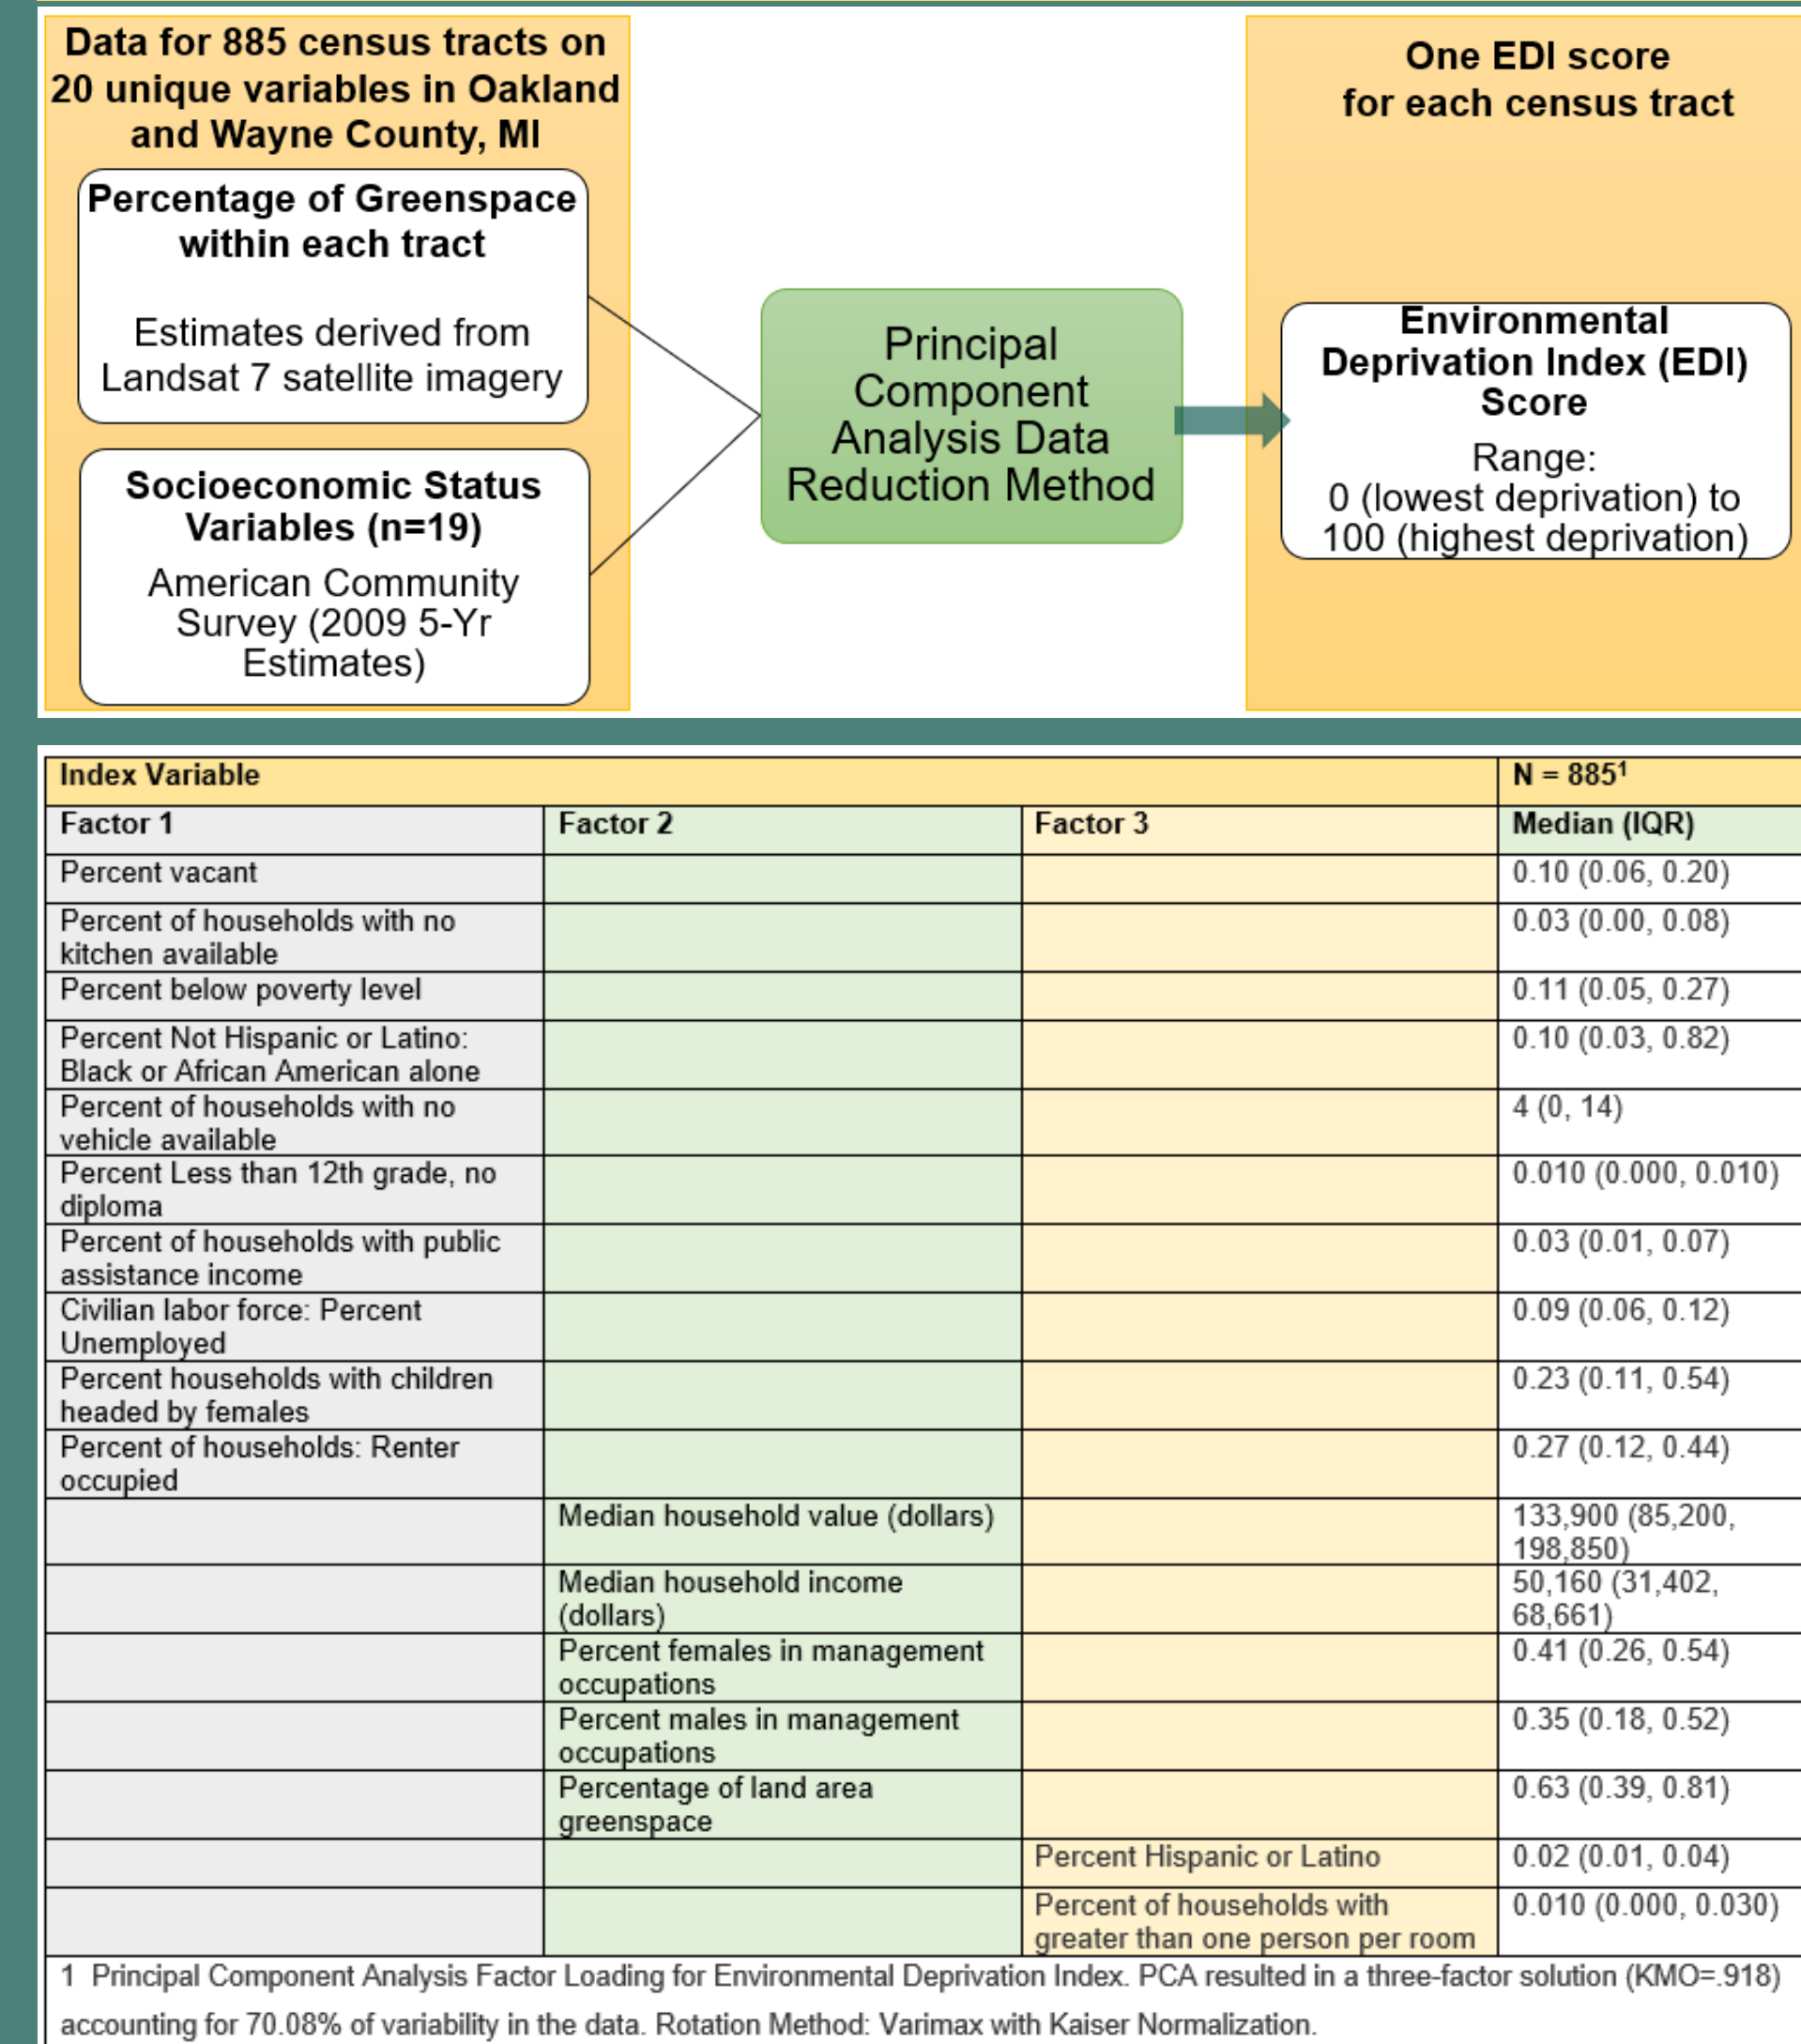 Data for 885 census tracts on
20 unique variables in Oakland
and Wayne County, MI
Percentage of Greenspace
within each tract
Estimates derived from
Landsat 7 satellite imagery
Socioeconomic Status
Variables (n=19)
American Community
Survey (2009 5-Yr
Estimates)
Principal
Component
Analysis Data
Reduction Method
One EDI score
for each census tract
Environmental
Deprivation Index (EDI)
Score
Range:
0 (lowest deprivation) to
100 (highest deprivation)
Index Variable N = 885¹
Factor 1 Factor 2 Factor 3 Median (IQR)
Percent vacant 0.10 (0.06, 0.20)
Percent of households with no 0.03 (0.00, 0.08)
kitchen available
Percent below poverty level 0.11 (0.05, 0.27)
Percent Not Hispanic or Latino: 0.10 (0.03, 0.82)
Black or African American alone
Percent of households with no 4 (0, 14)
vehicle available
Percent Less than 12th grade, no 0.010 (0.000, 0.010)
diploma
Percent of households with public 0.03 (0.01, 0.07)
assistance income
Civilian labor force: Percent 0.09 (0.06, 0.12)
Unemployed
Percent households with children 0.23 (0.11, 0.54)
headed by females
Percent of households: Renter 0.27 (0.12, 0.44)
occupied
Median household value (dollars) 133,900 (85,200,
198,850)
Median household income 50,160 (31,402,
(dollars) 68,661)
Percent females in management 0.41 (0.26, 0.54)
occupations
Percent males in management 0.35 (0.18, 0.52)
occupations
Percentage of land area 0.63 (0.39, 0.81)
greenspace
Percent Hispanic or Latino 0.02 (0.01, 0.04)
Percent of households with 0.010 (0.000, 0.030)
greater than one person per room
1 Principal Component Analysis Factor Loading for Environmental Deprivation Index. PCA resulted in a three-factor solution (KMO=.918)
accounting for 70.08% of variability in the data. Rotation Method: Varimax with Kaiser Normalization.